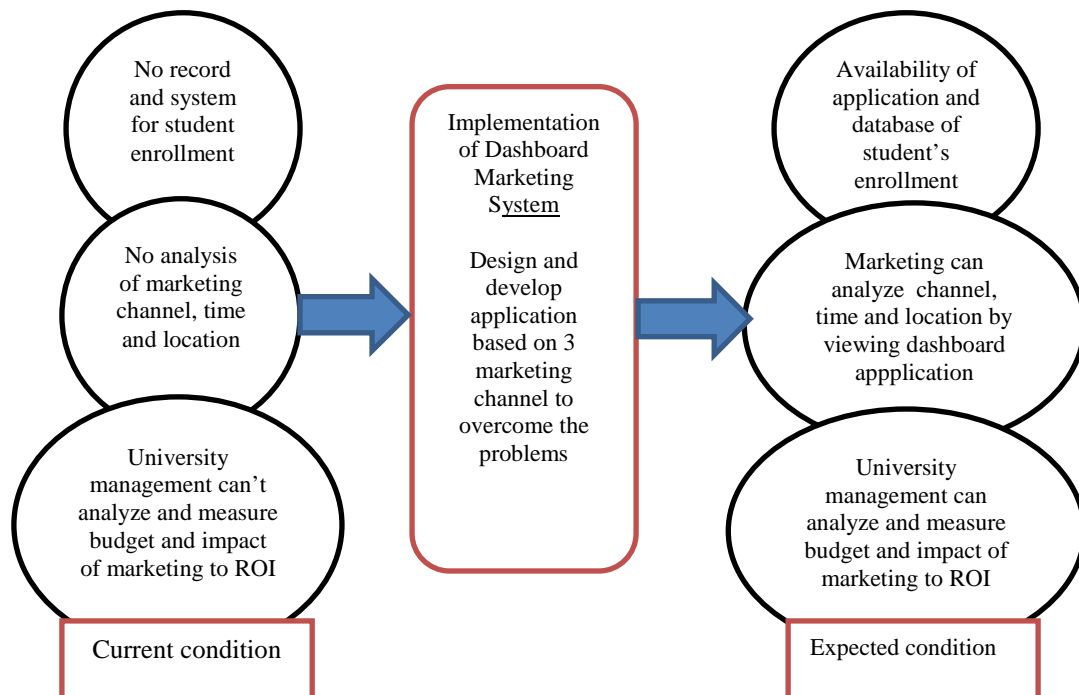 No record
and system
for student
enrollment
No analysis
of marketing
channel, time
and location
University
management can’t
analyze and measure
budget and impact
of marketing to ROI
Current condition
Implementation
of Dashboard
Marketing
System
Design and
develop
application
based on 3
marketing
channel to
overcome the
problems
Availability of
application and
database of
student’s
enrollment
Marketing can
analyze channel,
time and location by
viewing dashboard
appplication
University
management can
analyze and measure
budget and impact of
marketing to ROI
Expected condition